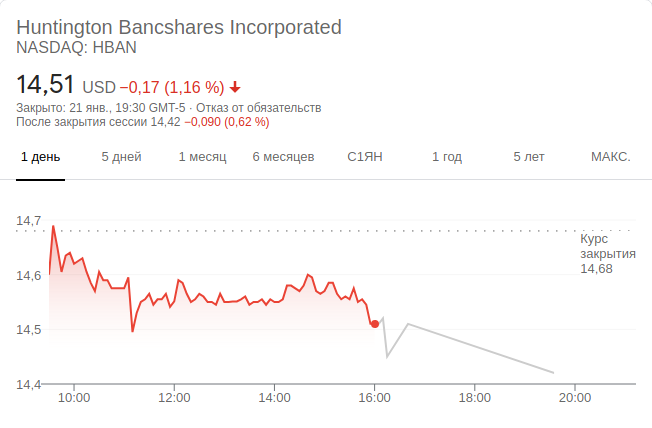 Huntington Bancshares Incorporated
NASDAQ: HBAN
14,51 USD −0,17 (1,16 %)
Закрыто: 21 янв., 19:30 GMT-5 · Отказ от обязательств
После закрытия сессии 14,42 −0,090 (0,62 %)
1 день 5 дней 1 месяц 6 месяцев С1ЯН 1 год 5 лет МАКС.
14,7
Курс
закрытия
14,68
14,6
14,5
14,4
10:00 12:00 14:00 16:00 18:00 20:00